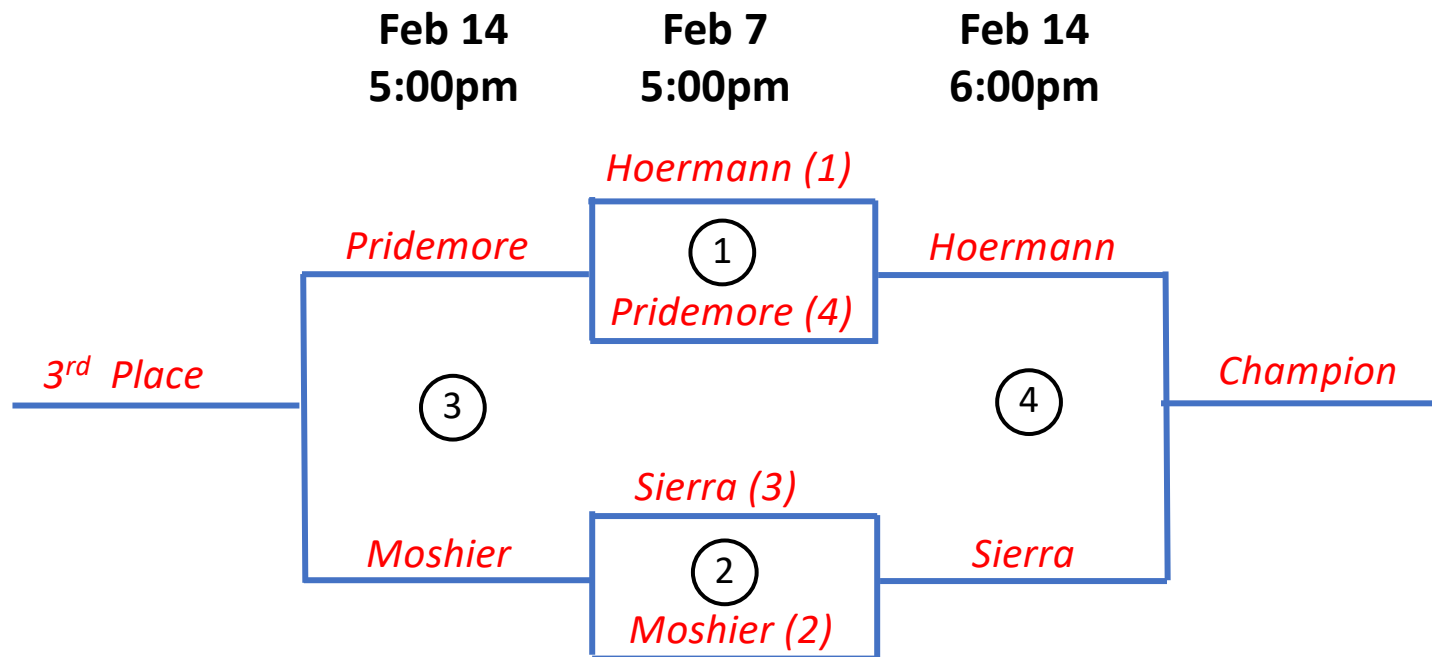 Feb 14
5:00pm
Feb 7
5:00pm
Feb 14
6:00pm
Hoermann (1)
Pridemore
1
Hoermann
Pridemore (4)
3rd Place
3
4
Champion
Sierra (3)
Moshier
2
Sierra
Moshier (2)